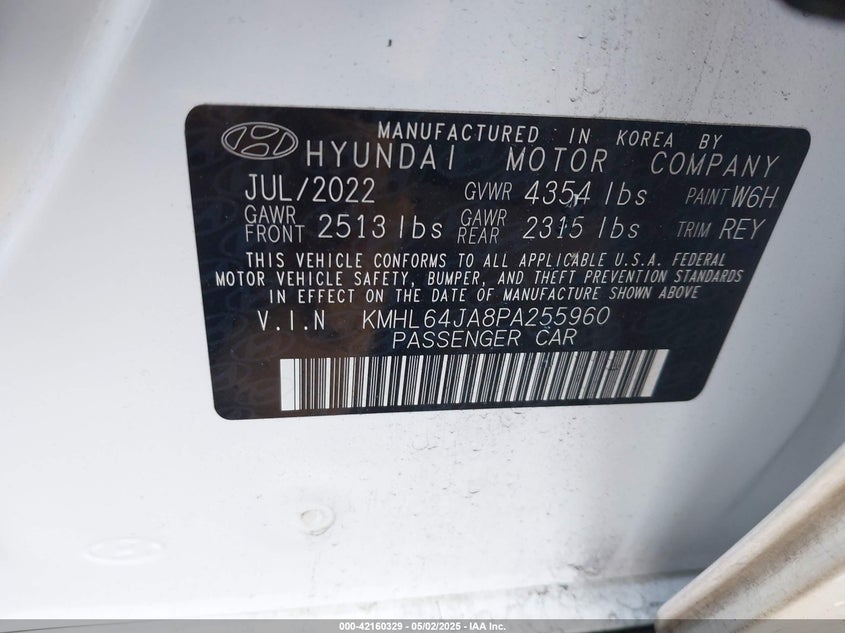 MANUFACTURED IN KOREA BY
HYUNDAI MOTOR COMPANY
JUL/2022 GVWR 4354 lbs PAINT W6H
GAWR FRONT 2513 lbs GAWR REAR 2315 lbs TRIM REY
THIS VEHICLE CONFORMS TO ALL APPLICABLE U.S.A. FEDERAL
MOTOR VEHICLE SAFETY, BUMPER, AND THEFT PREVENTION STANDARDS
IN EFFECT ON THE DATE OF MANUFACTURE SHOWN ABOVE
V.I.N KMHL64JA8PA255960
PASSENGER CAR
000-42160329 - 05/02/2025 - IAA Inc.